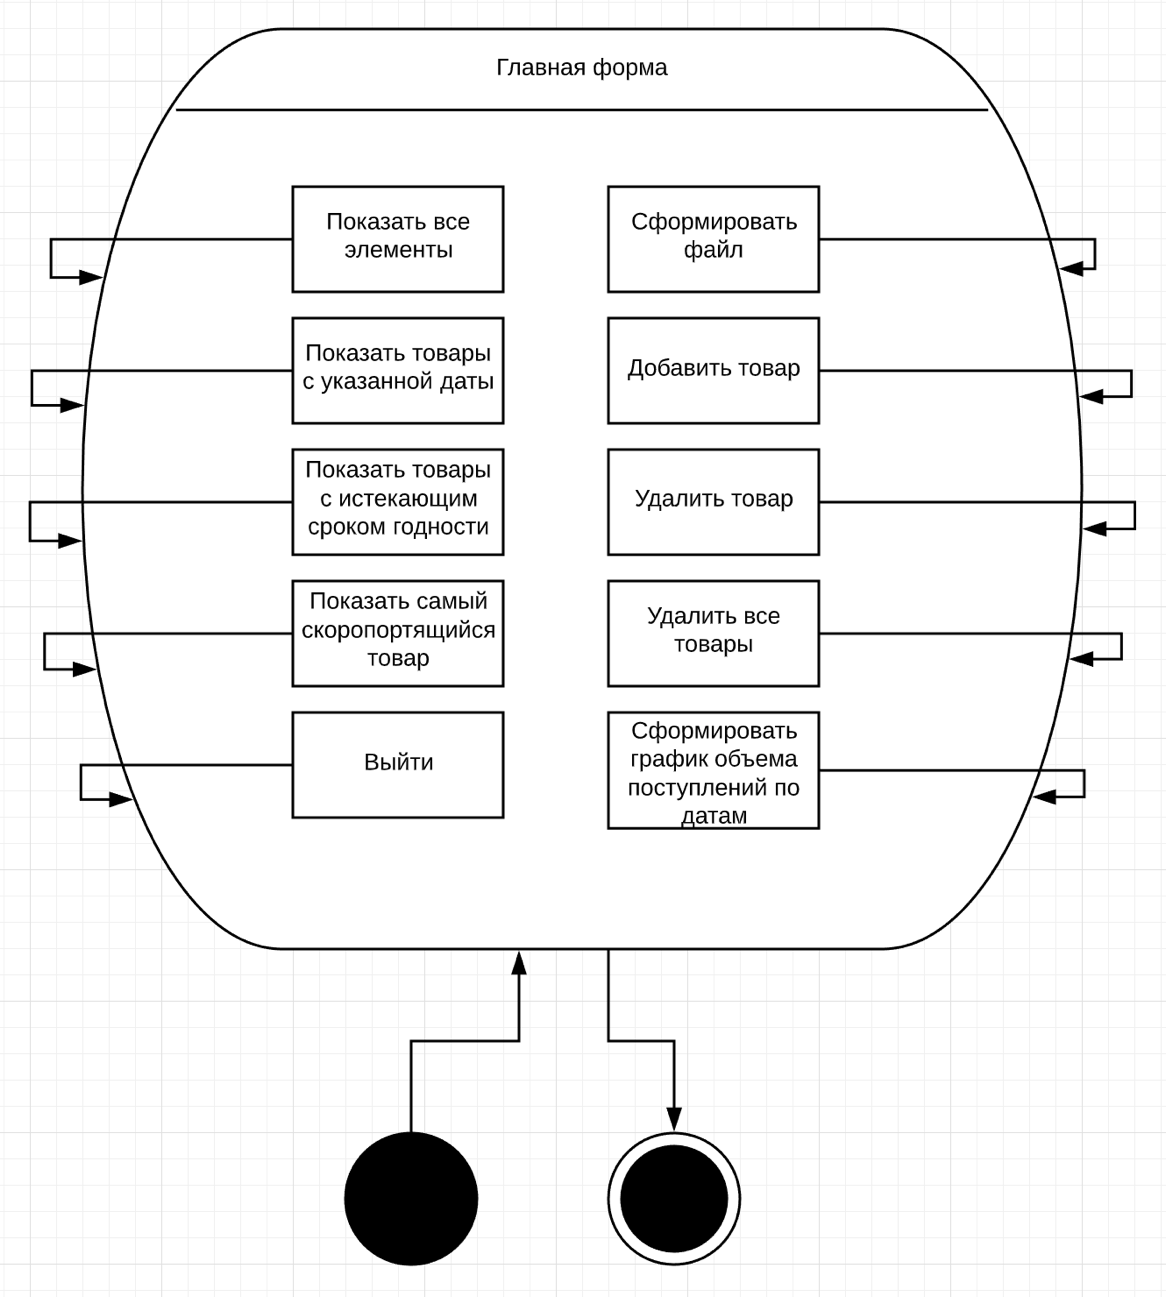 Главная форма
Показать все
элементы
Сформировать
файл
Показать товары
с указанной даты
Добавить товар
Показать товары
с истекающим
сроком годности
Удалить товар
Показать самый
скоропортящийся
товар
Удалить все
товары
Выйти
Сформировать
график объема
поступлений по
датам